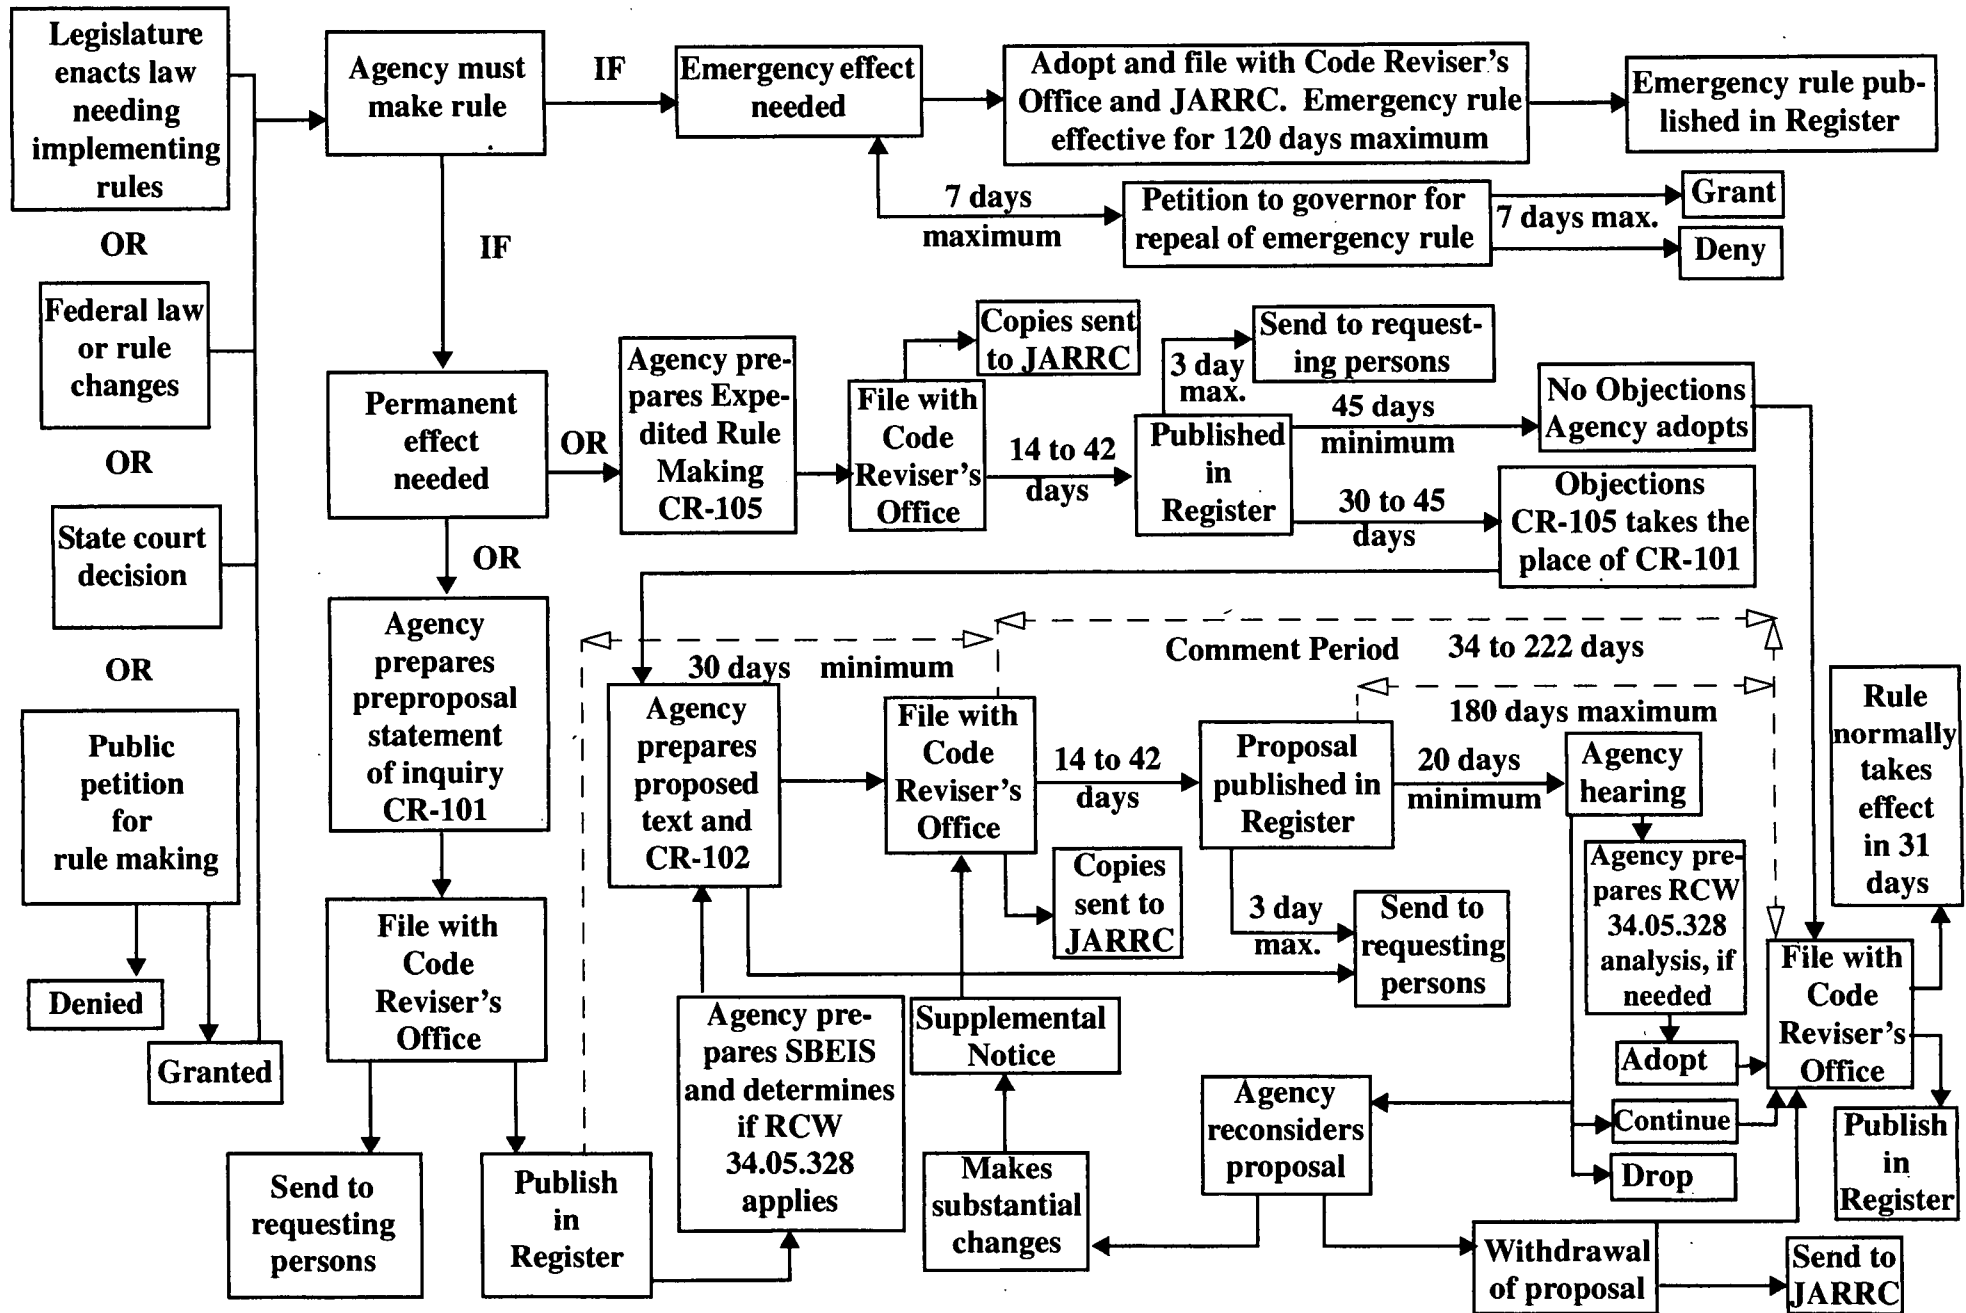 Legislature
enacts law
needing
implementing
rules
OR
Federal law
or rule
changes
OR
State court
decision
OR
Public
petition
for
rule making
Denied
Granted
Agency must
make rule
IF
Emergency effect
needed
Adopt and file with Code Reviser's
Office and JARRC. Emergency rule
effective for 120 days maximum
Emergency rule pub-
lished in Register
7 days
maximum
Petition to governor for
repeal of emergency rule
7 days max.
Grant
Deny
IF
Permanent
effect
needed
OR
Agency pre-
pares Expe-
dited Rule
Making
CR-105
File with
Code
Reviser's
Office
Copies sent
to JARRC
14 to 42
days
Published
in
Register
3 day
max.
Send to request-
ing persons
45 days
minimum
No Objections
Agency adopts
30 to 45
days
Objections
CR-105 takes the
place of CR-101
OR
Agency
prepares
preproposal
statement
of inquiry
CR-101
File with
Code
Reviser's
Office
Send to
requesting
persons
Publish
in
Register
30 days minimum
Agency
prepares
proposed
text and
CR-102
Agency pre-
pares SBEIS
and determines
if RCW
34.05.328
applies
File with
Code
Reviser's
Office
Copies
sent to
JARRC
Supplemental
Notice
Makes
substantial
changes
Comment Period 34 to 222 days
180 days maximum
14 to 42
days
Proposal
published in
Register
3 day
max.
Send to
requesting
persons
20 days
minimum
Agency
hearing
Agency pre-
pares RCW
34.05.328
analysis, if
needed
Adopt
Continue
Drop
Agency
reconsiders
proposal
Withdrawal
of proposal
Send to
JARRC
File with
Code
Reviser's
Office
Rule
normally
takes
effect
in 31
days
Publish
in
Register